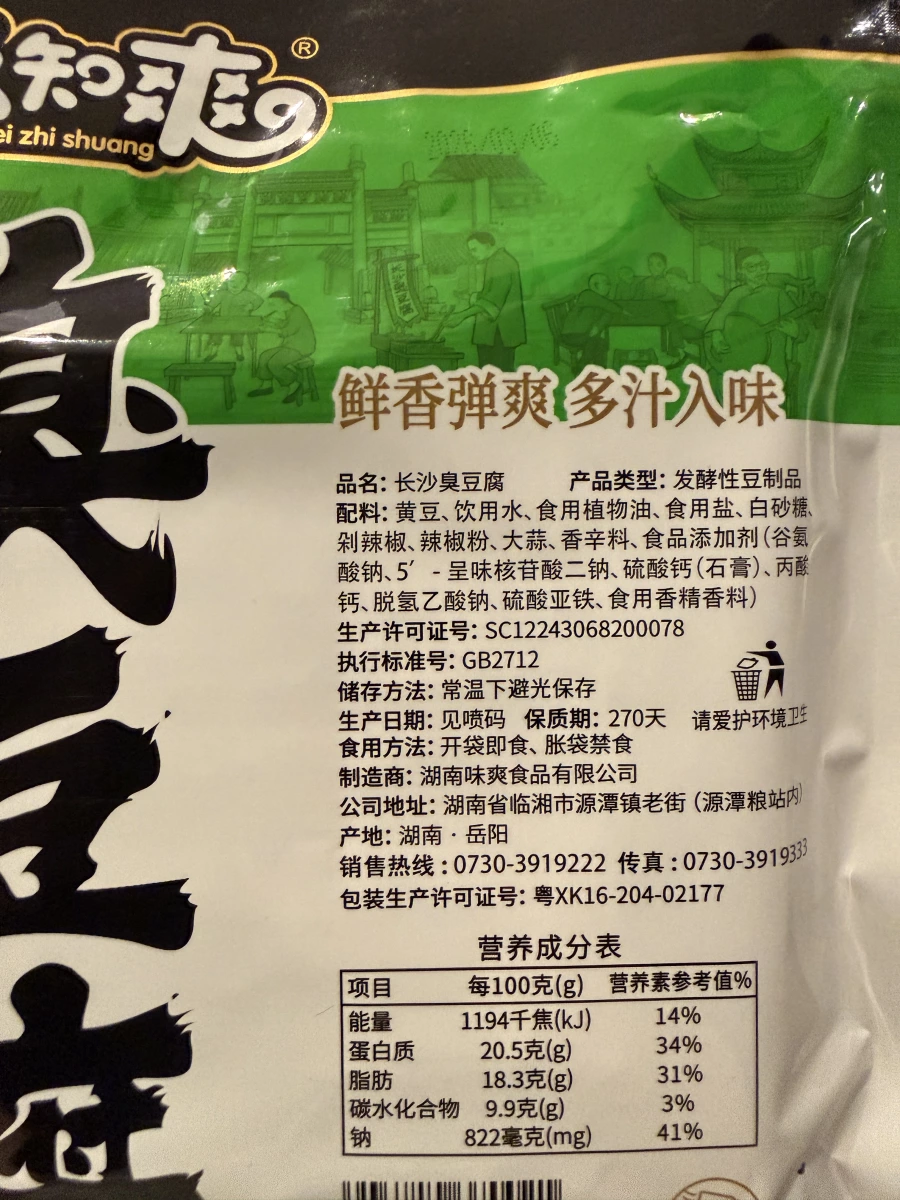 知爽®
ei zhi shuang
臭豆腐
鲜香弹爽 多汁入味
品名：长沙臭豆腐 产品类型：发酵性豆制品
配料：黄豆、饮用水、食用植物油、食用盐、白砂糖、
剁辣椒、辣椒粉、大蒜、香辛料、食品添加剂（谷氨
酸钠、5′-呈味核苷酸二钠、硫酸钙（石膏）、丙酸
钙、脱氢乙酸钠、硫酸亚铁、食用香精香料）
生产许可证号：SC12243068200078
执行标准号：GB2712
储存方法：常温下避光保存
生产日期：见喷码 保质期：270天 请爱护环境卫生
食用方法：开袋即食、胀袋禁食
制造商：湖南味爽食品有限公司
公司地址：湖南省临湘市源潭镇老街（源潭粮站内）
产地：湖南·岳阳
销售热线：0730-3919222 传真：0730-3919333
包装生产许可证号：粤XK16-204-02177
营养成分表
项目 每100克(g) 营养素参考值%
能量 1194千焦(kJ) 14%
蛋白质 20.5克(g) 34%
脂肪 18.3克(g) 31%
碳水化合物 9.9克(g) 3%
钠 822毫克(mg) 41%